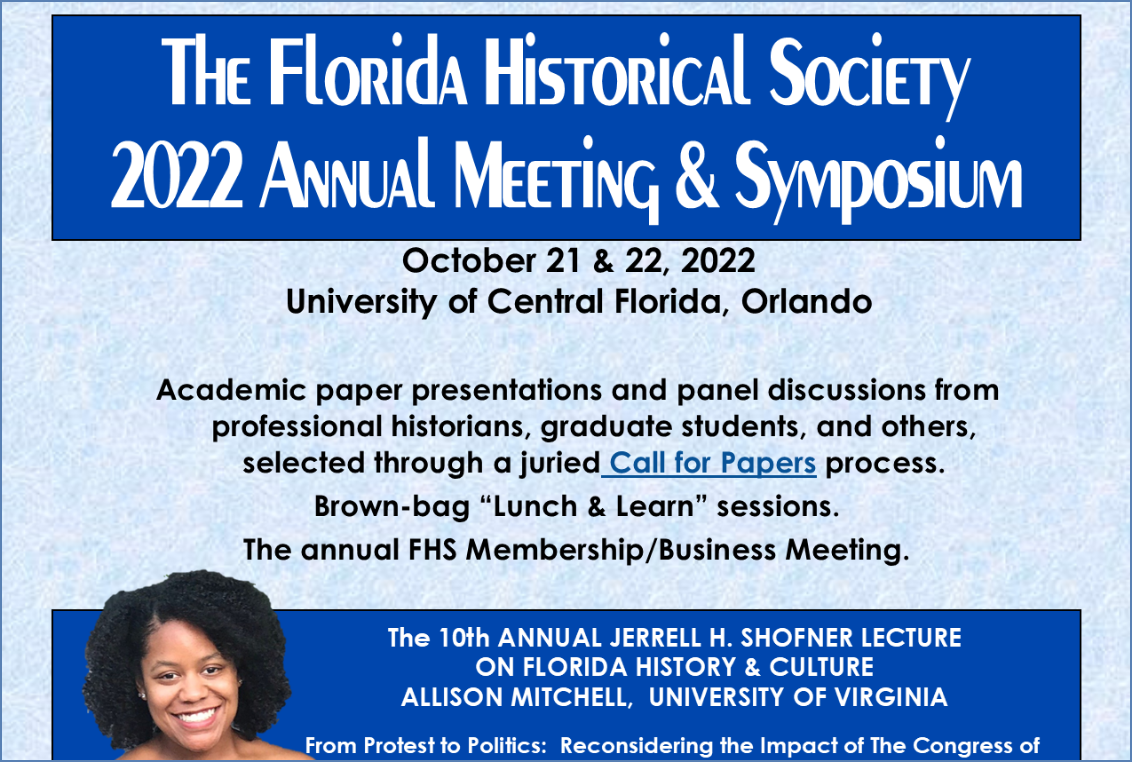 The Florida Historical Society
2022 Annual Meeting & Symposium
October 21 & 22, 2022
University of Central Florida, Orlando
Academic paper presentations and panel discussions from
professional historians, graduate students, and others,
selected through a juried Call for Papers process.
Brown-bag “Lunch & Learn” sessions.
The annual FHS Membership/Business Meeting.
The 10th ANNUAL JERRELL H. SHOFNER LECTURE
ON FLORIDA HISTORY & CULTURE
ALLISON MITCHELL, UNIVERSITY OF VIRGINIA
From Protest to Politics: Reconsidering the Impact of The Congress of